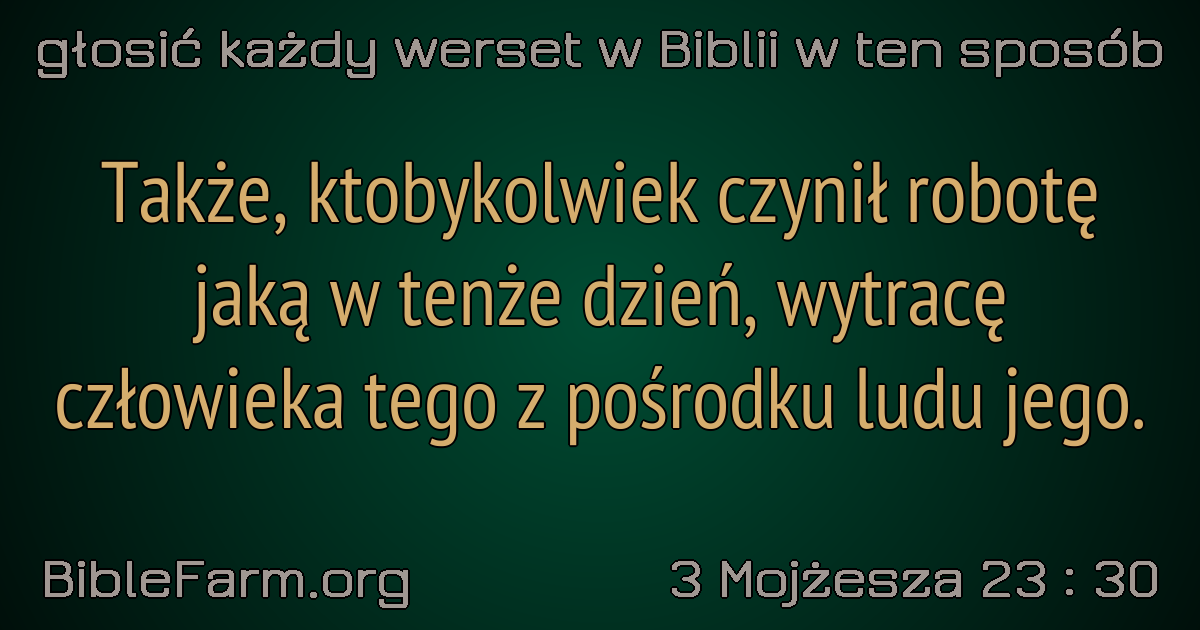 głosić każdy werset w Biblii w ten sposób
Także, ktobykolwiek czynił robotę
jaką w tenże dzień, wytracę
człowieka tego z pośrodku ludu jego.
BibleFarm.org
3 Mojżesza 23 : 30